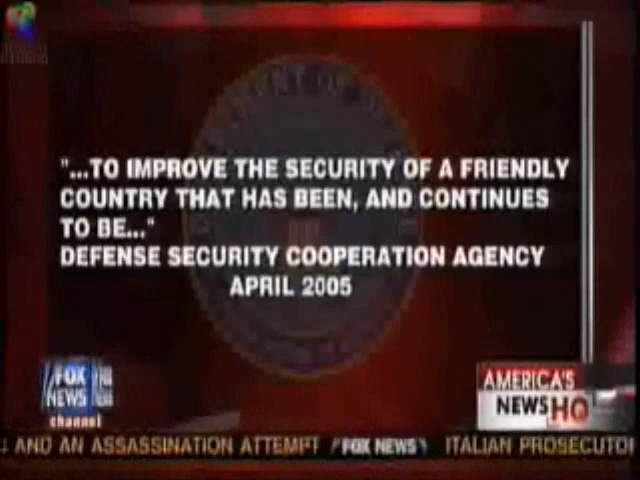 "...TO IMPROVE THE SECURITY OF A FRIENDLY
COUNTRY THAT HAS BEEN, AND CONTINUES
TO BE..."
DEFENSE SECURITY COOPERATION AGENCY
APRIL 2005
FOX
NEWS
channel
AMERICA'S
NEWS HQ
AND AN ASSASSINATION ATTEMPT FOX NEWS ITALIAN PROSECUTO